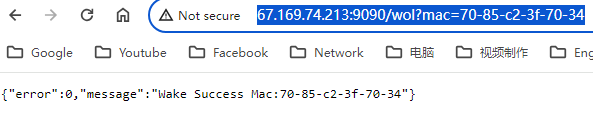 Not secure 67.169.74.213:9090/wol?mac=70-85-c2-3f-70-34
Google Youtube Facebook Network 电脑 视频制作 Eng
{"error":0,"message":"Wake Success Mac:70-85-c2-3f-70-34"}